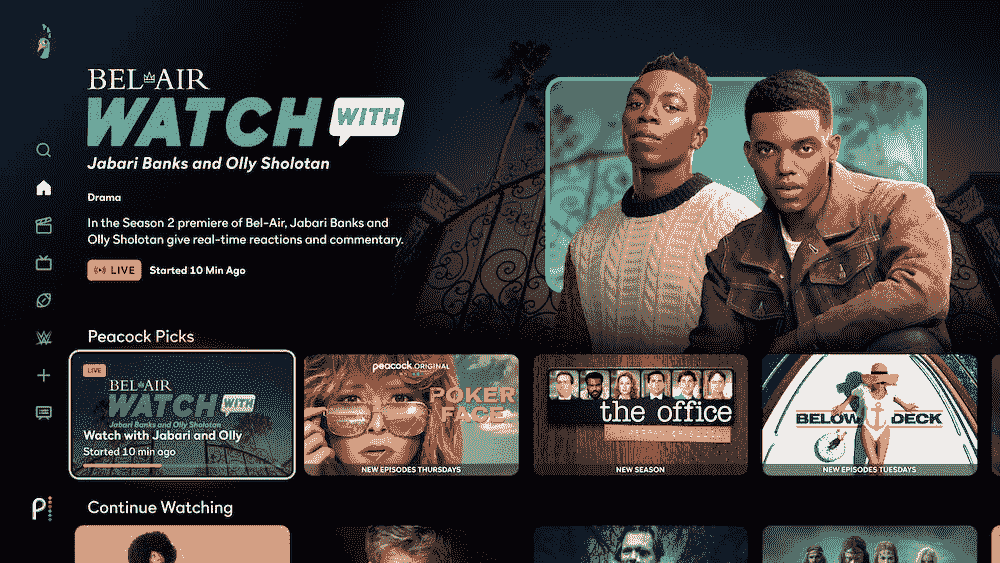 BEL-AIR
WATCH WITH
Jabari Banks and Olly Sholotan
Drama
In the Season 2 premiere of Bel-Air, Jabari Banks and
Olly Sholotan give real-time reactions and commentary.
LIVE Started 10 Min Ago
Peacock Picks
LIVE
BEL-AIR
WATCH WITH
Jabari Banks and Olly Sholotan
Watch with Jabari and Olly
Started 10 min ago
peacock ORIGINAL
POKER
FACE
NEW EPISODES THURSDAYS
the office
NEW SEASON
BELOW DECK
NEW EPISODES TUESDAYS
P
Continue Watching